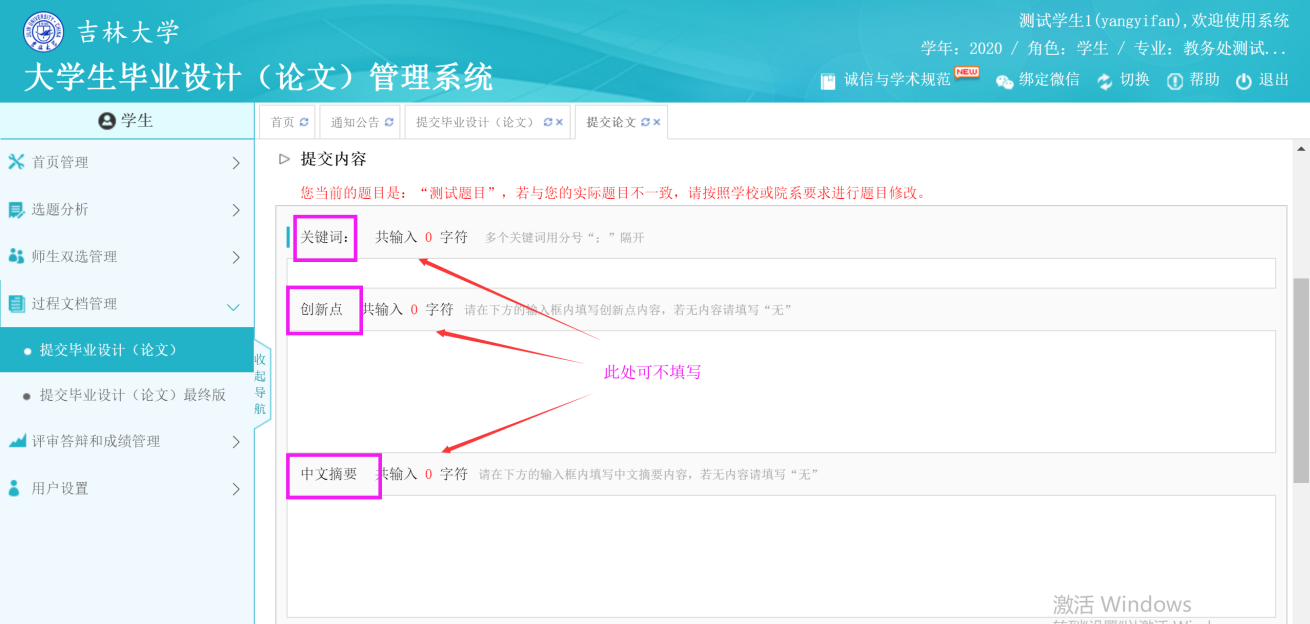 吉林大学
大学生毕业设计（论文）管理系统
测试学生1(yangyifan),欢迎使用系统
学年：2020 / 角色：学生 / 专业：教务处测试...
诚信与学术规范 NEW 绑定微信 切换 帮助 退出
学生
首页 通知公告 提交毕业设计（论文） × 提交论文 ×
首页管理
选题分析
师生双选管理
过程文档管理
提交毕业设计（论文）
提交毕业设计（论文）最终版
评审答辩和成绩管理
用户设置
收起导航
提交内容
您当前的题目是：“测试题目”，若与您的实际题目不一致，请按照学校或院系要求进行题目修改。
关键词： 共输入 0 字符 多个关键词用分号“；”隔开
创新点 共输入 0 字符 请在下方的输入框内填写创新点内容，若无内容请填写“无”
此处可不填写
中文摘要 共输入 0 字符 请在下方的输入框内填写中文摘要内容，若无内容请填写“无”
激活 Windows